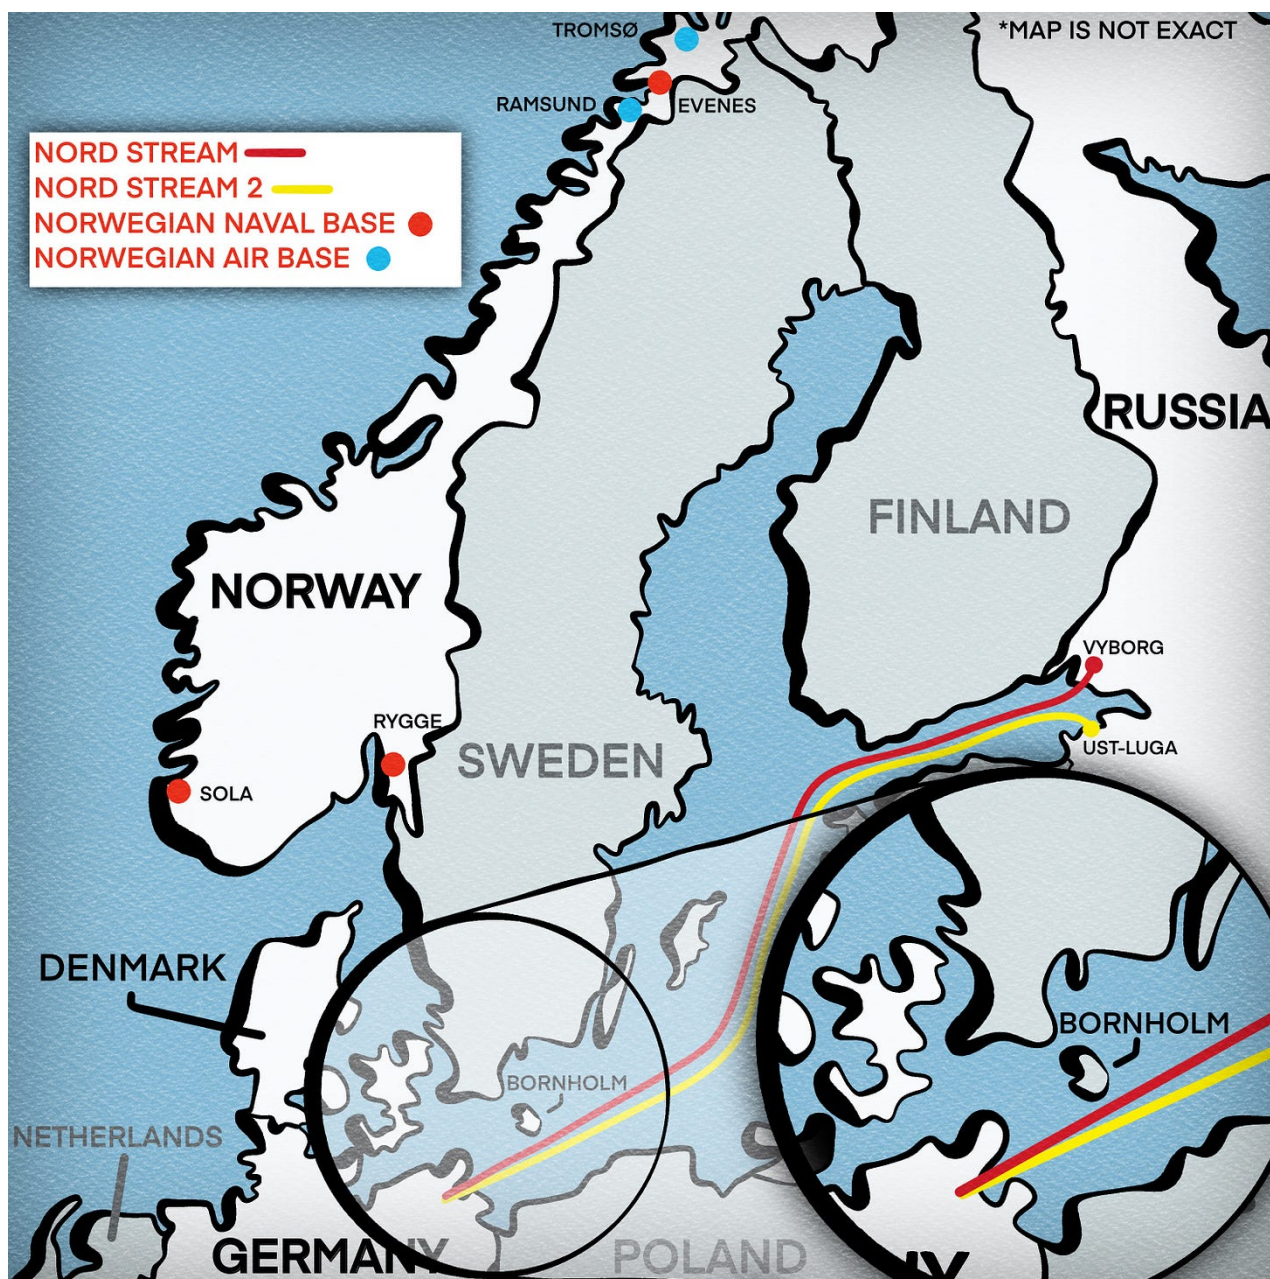 TROMSØ
*MAP IS NOT EXACT
RAMSUND
EVENES
NORD STREAM
NORD STREAM 2
NORWEGIAN NAVAL BASE
NORWEGIAN AIR BASE
RUSSIA
FINLAND
NORWAY
VYBORG
RYGGE
UST-LUGA
SWEDEN
SOLA
DENMARK
BORNHOLM
BORNHOLM
NETHERLANDS
GERMANY
POLAND
NY